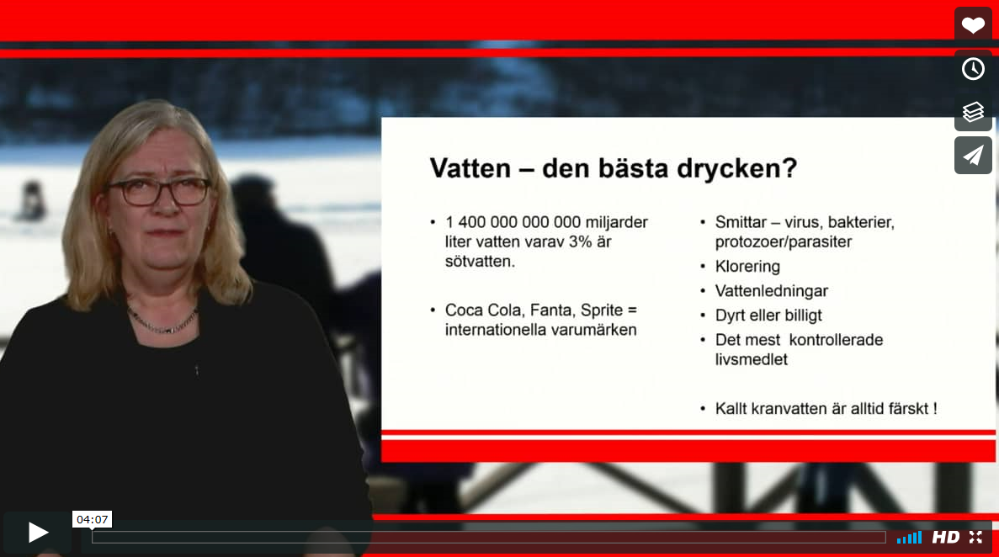 Vatten – den bästa drycken?
• 1 400 000 000 000 miljarder
liter vatten varav 3% är
sötvatten.
• Coca Cola, Fanta, Sprite =
internationella varumärken
• Smittar – virus, bakterier,
protozoer/parasiter
• Klorering
• Vattenledningar
• Dyrt eller billigt
• Det mest  kontrollerade
livsmedlet
• Kallt kranvatten är alltid färskt !
04:07
HD